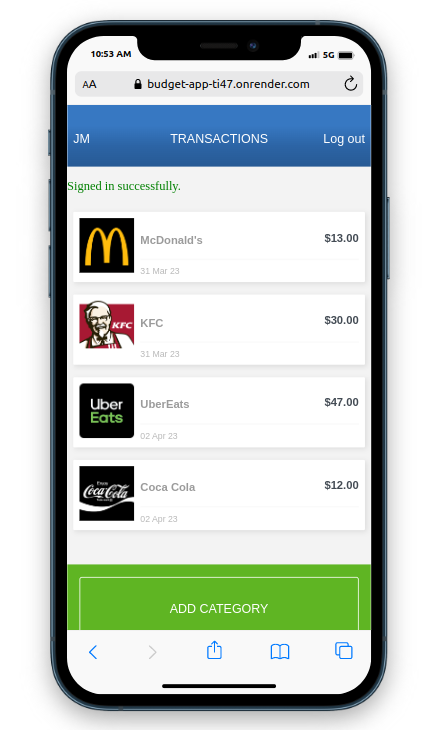 10:53 AM
5G
AA
budget-app-ti47.onrender.com
JM
TRANSACTIONS
Log out
Signed in successfully.
McDonald's
$13.00
31 Mar 23
KFC
KFC
$30.00
31 Mar 23
Uber
Eats
UberEats
$47.00
02 Apr 23
Enjoy
Coca-Cola
Coca Cola
$12.00
02 Apr 23
ADD CATEGORY